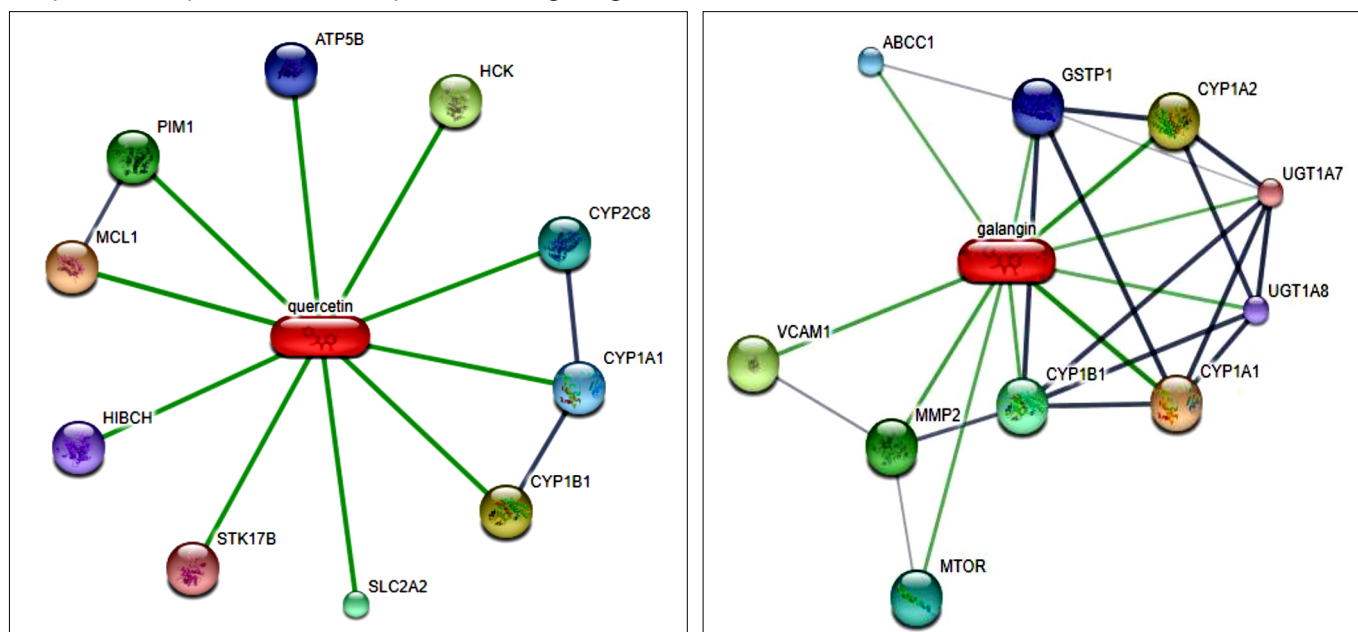 ATP5B
HCK
PIM1
CYP2C8
MCL1
quercetin
CYP1A1
HIBCH
CYP1B1
STK17B
SLC2A2
ABCC1
GSTP1
CYP1A2
UGT1A7
galangin
UGT1A8
VCAM1
CYP1B1
CYP1A1
MMP2
MTOR